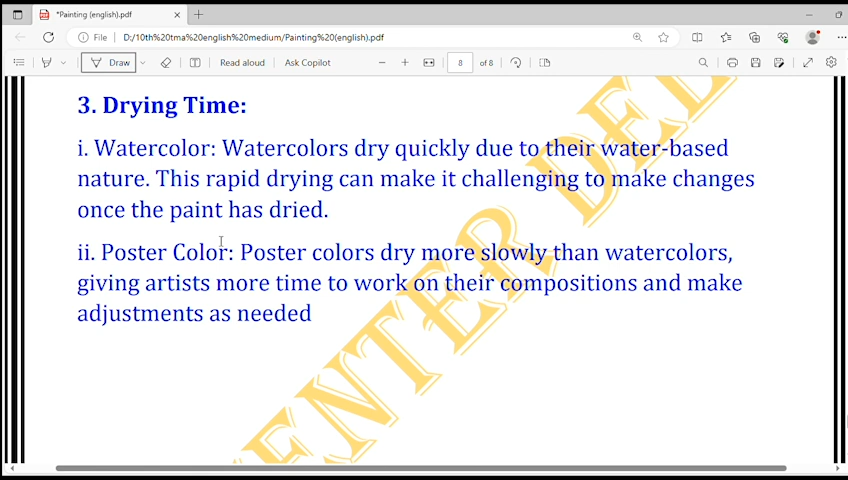 *Painting (english).pdf
File
D:/10th%20tma%20english%20medium/Painting%20(english).pdf
Draw
Read aloud
Ask Copilot
8
of 8
3. Drying Time:
i. Watercolor: Watercolors dry quickly due to their water-based
nature. This rapid drying can make it challenging to make changes
once the paint has dried.
ii. Poster Color: Poster colors dry more slowly than watercolors,
giving artists more time to work on their compositions and make
adjustments as needed
ENTER DEL